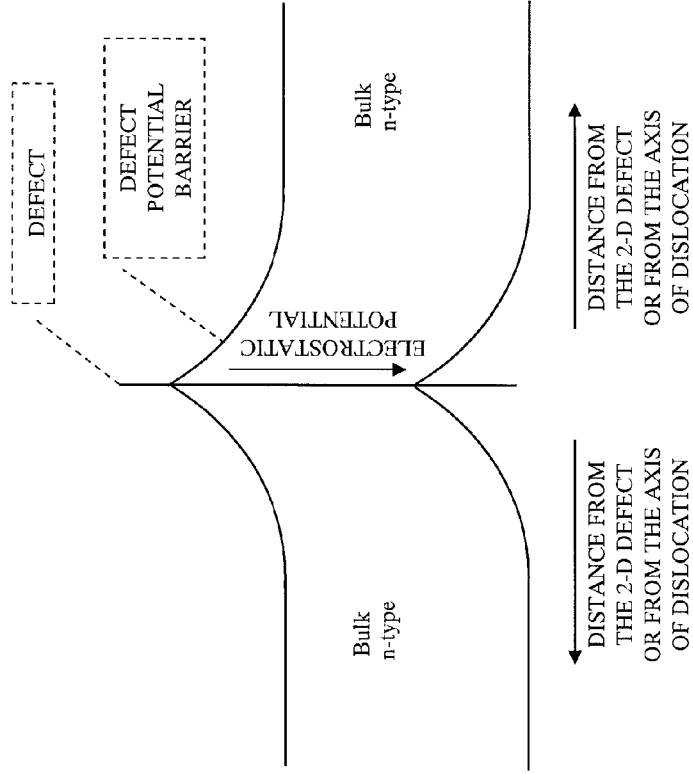 DEFECT
DEFECT
POTENTIAL
BARRIER
Bulk
n-type
Bulk
n-type
ELECTROSTATIC
POTENTIAL
DISTANCE FROM
THE 2-D DEFECT
OR FROM THE AXIS
OF DISLOCATION
DISTANCE FROM
THE 2-D DEFECT
OR FROM THE AXIS
OF DISLOCATION